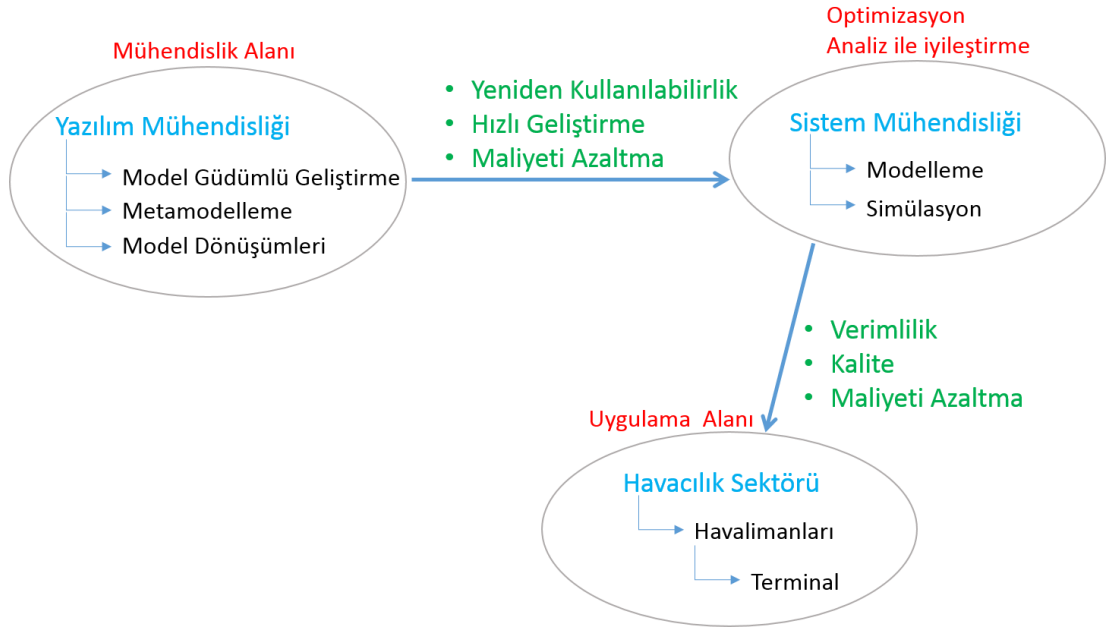 Mühendislik Alanı
Yazılım Mühendisliği
Model Güdümlü Geliştirme
Metamodelleme
Model Dönüşümleri
• Yeniden Kullanılabilirlik
• Hızlı Geliştirme
• Maliyeti Azaltma
Optimizasyon
Analiz ile iyileştirme
Sistem Mühendisliği
Modelleme
Simülasyon
• Verimlilik
• Kalite
• Maliyeti Azaltma
Uygulama Alanı
Havacılık Sektörü
Havalimanları
Terminal